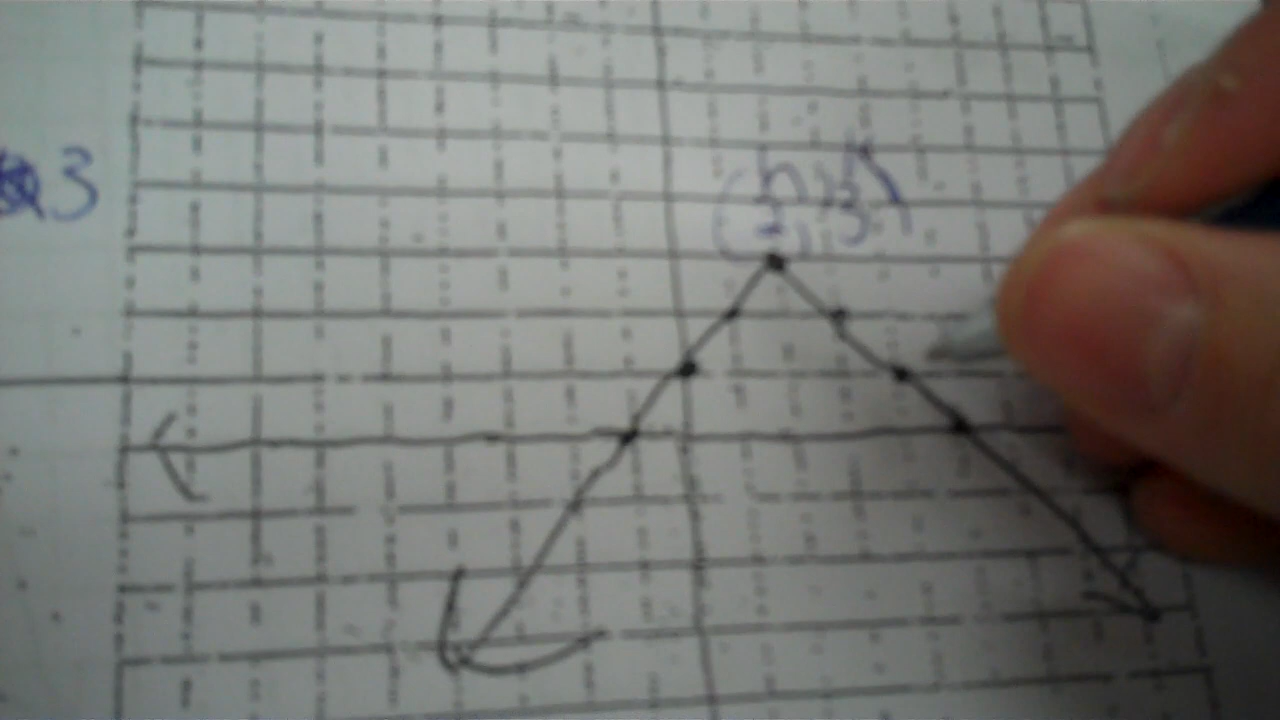 3
(h, k)
(2, 3)